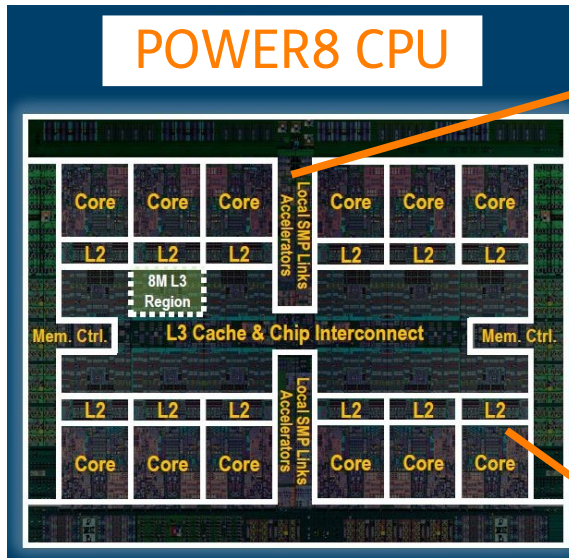 POWER8 CPU
Core Core Core Core Core Core
L2 L2 L2 L2 L2 L2
Local SMP Links
Accelerators
8M L3
Region
Mem. Ctrl. L3 Cache & Chip Interconnect Mem. Ctrl.
Local SMP Links
Accelerators
L2 L2 L2 L2 L2 L2
Core Core Core Core Core Core